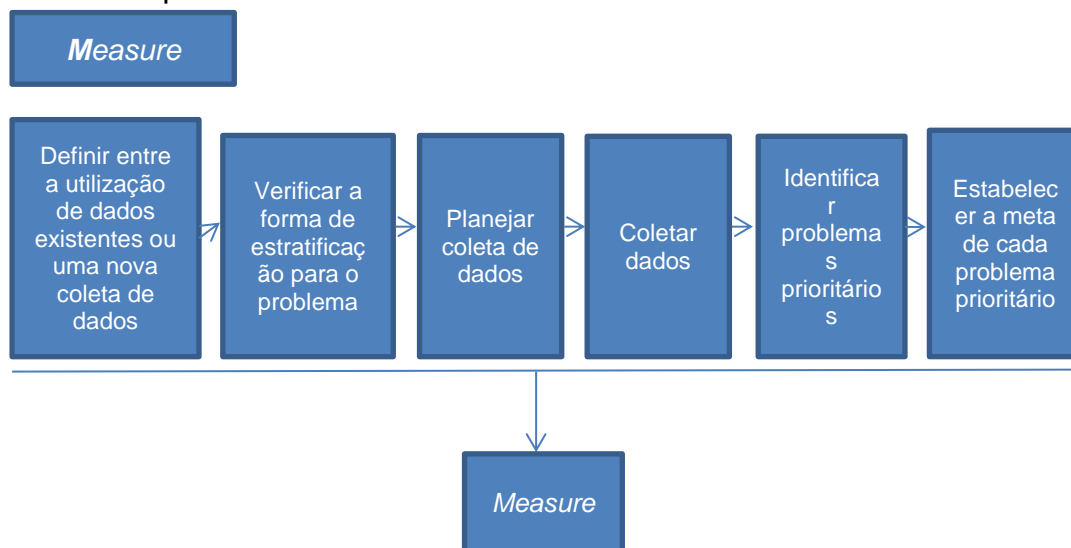 Measure
Definir entre
a utilização
de dados
existentes ou
uma nova
coleta de
dados
Verificar a
forma de
estratificaç
ão para o
problema
Planejar
coleta de
dados
Coletar
dados
Identifica
r
problema
s
prioritário
s
Estabelec
er a meta
de cada
problema
prioritário
Measure